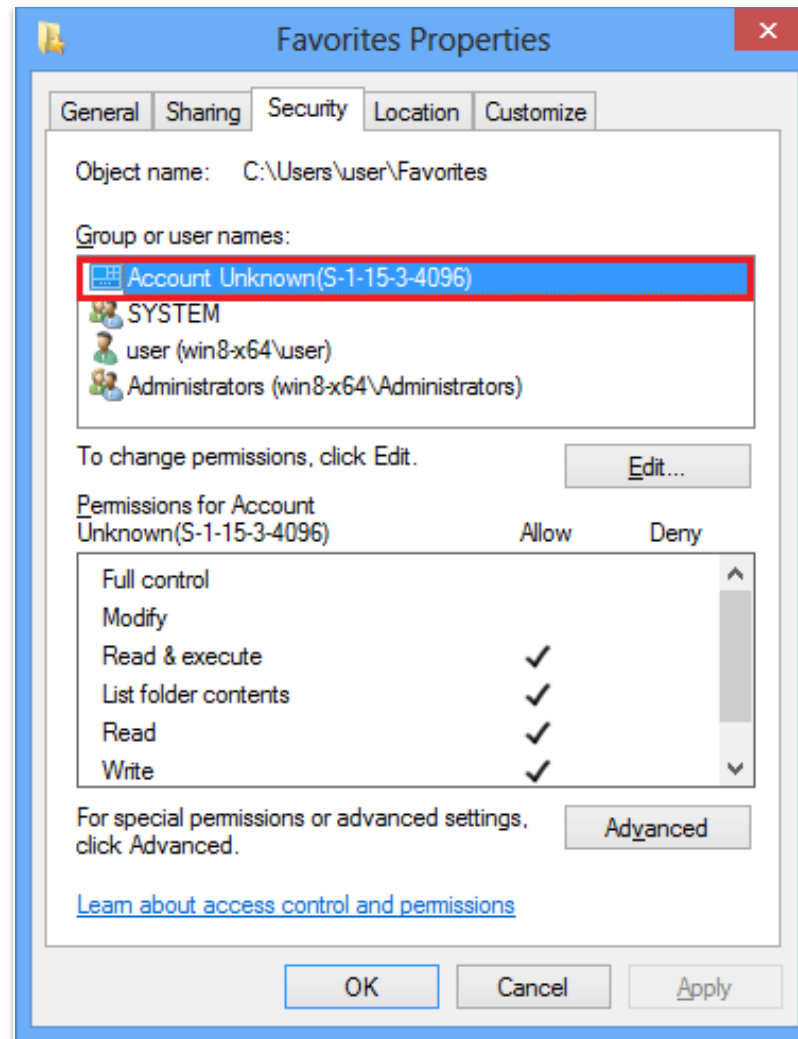 Favorites Properties
General Sharing Security Location Customize
Object name: C:\Users\user\Favorites
Group or user names:
Account Unknown(S-1-15-3-4096)
SYSTEM
user (win8-x64\user)
Administrators (win8-x64\Administrators)
To change permissions, click Edit.
Edit...
Permissions for Account
Unknown(S-1-15-3-4096) Allow Deny
Full control
Modify
Read & execute
List folder contents
Read
Write
For special permissions or advanced settings,
click Advanced.
Advanced
Learn about access control and permissions
OK Cancel Apply